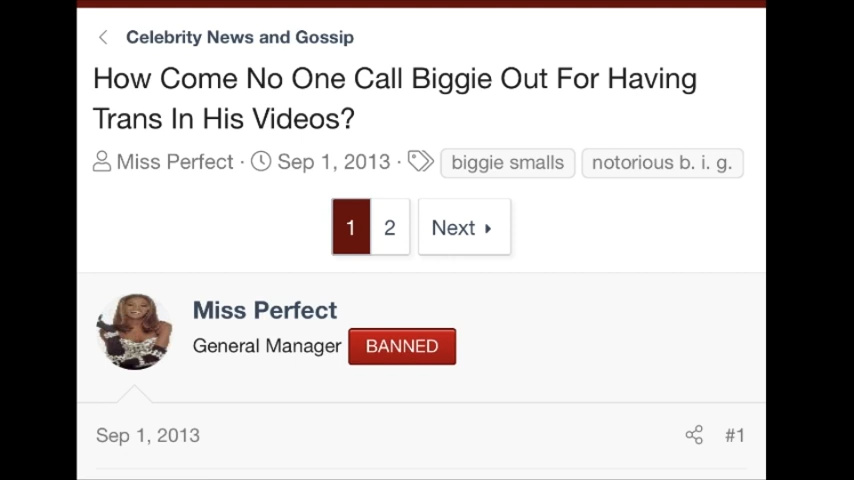 Celebrity News and Gossip
How Come No One Call Biggie Out For Having
Trans In His Videos?
Miss Perfect · Sep 1, 2013 · biggie smalls notorious b. i. g.
1 2 Next
Miss Perfect
General Manager BANNED
Sep 1, 2013 #1